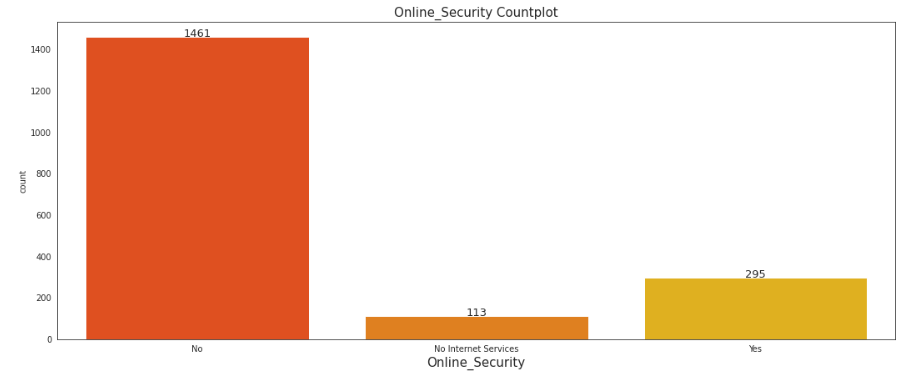 Online_Security Countplot
1461
1400
1200
1000
800
600
400
200
0
count
113
295
No
No Internet Services
Yes
Online_Security